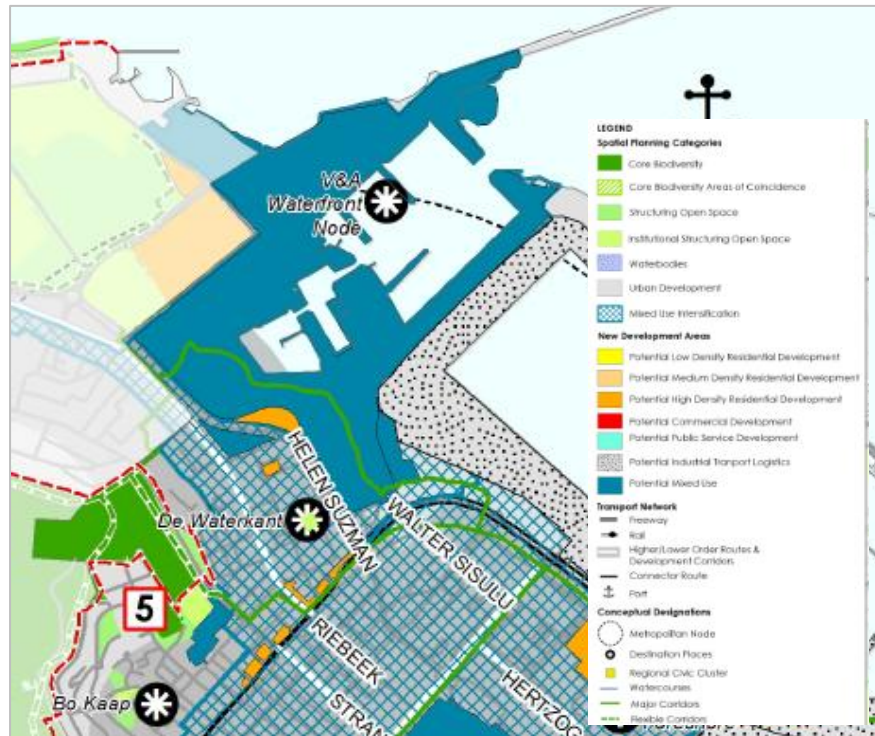 V&A
Waterfront
Node
De Waterkant
HELEN SUZMAN
WALTER SISULU
RIEBEEK
STRAN
HERTZOG
5
Bo Kaap
LEGEND
Spatial Planning Categories
Core Biodiversity
Core Biodiversity Areas of Coincidence
Structuring Open Space
Institutional Structuring Open Space
Waterbodies
Urban Development
Mixed Use Intensification
New Development Areas
Potential Low Density Residential Development
Potential Medium Density Residential Development
Potential High Density Residential Development
Potential Commercial Development
Potential Public Service Development
Potential Industrial Tranport Logistics
Potential Mixed Use
Transport Network
Freeway
Rail
Higher/Lower Order Routes &
Development Corridors
Connector Route
Port
Conceptual Designations
Metropolitan Node
Destination Places
Regional Civic Cluster
Watercourses
Major Corridors
Flexible Corridors